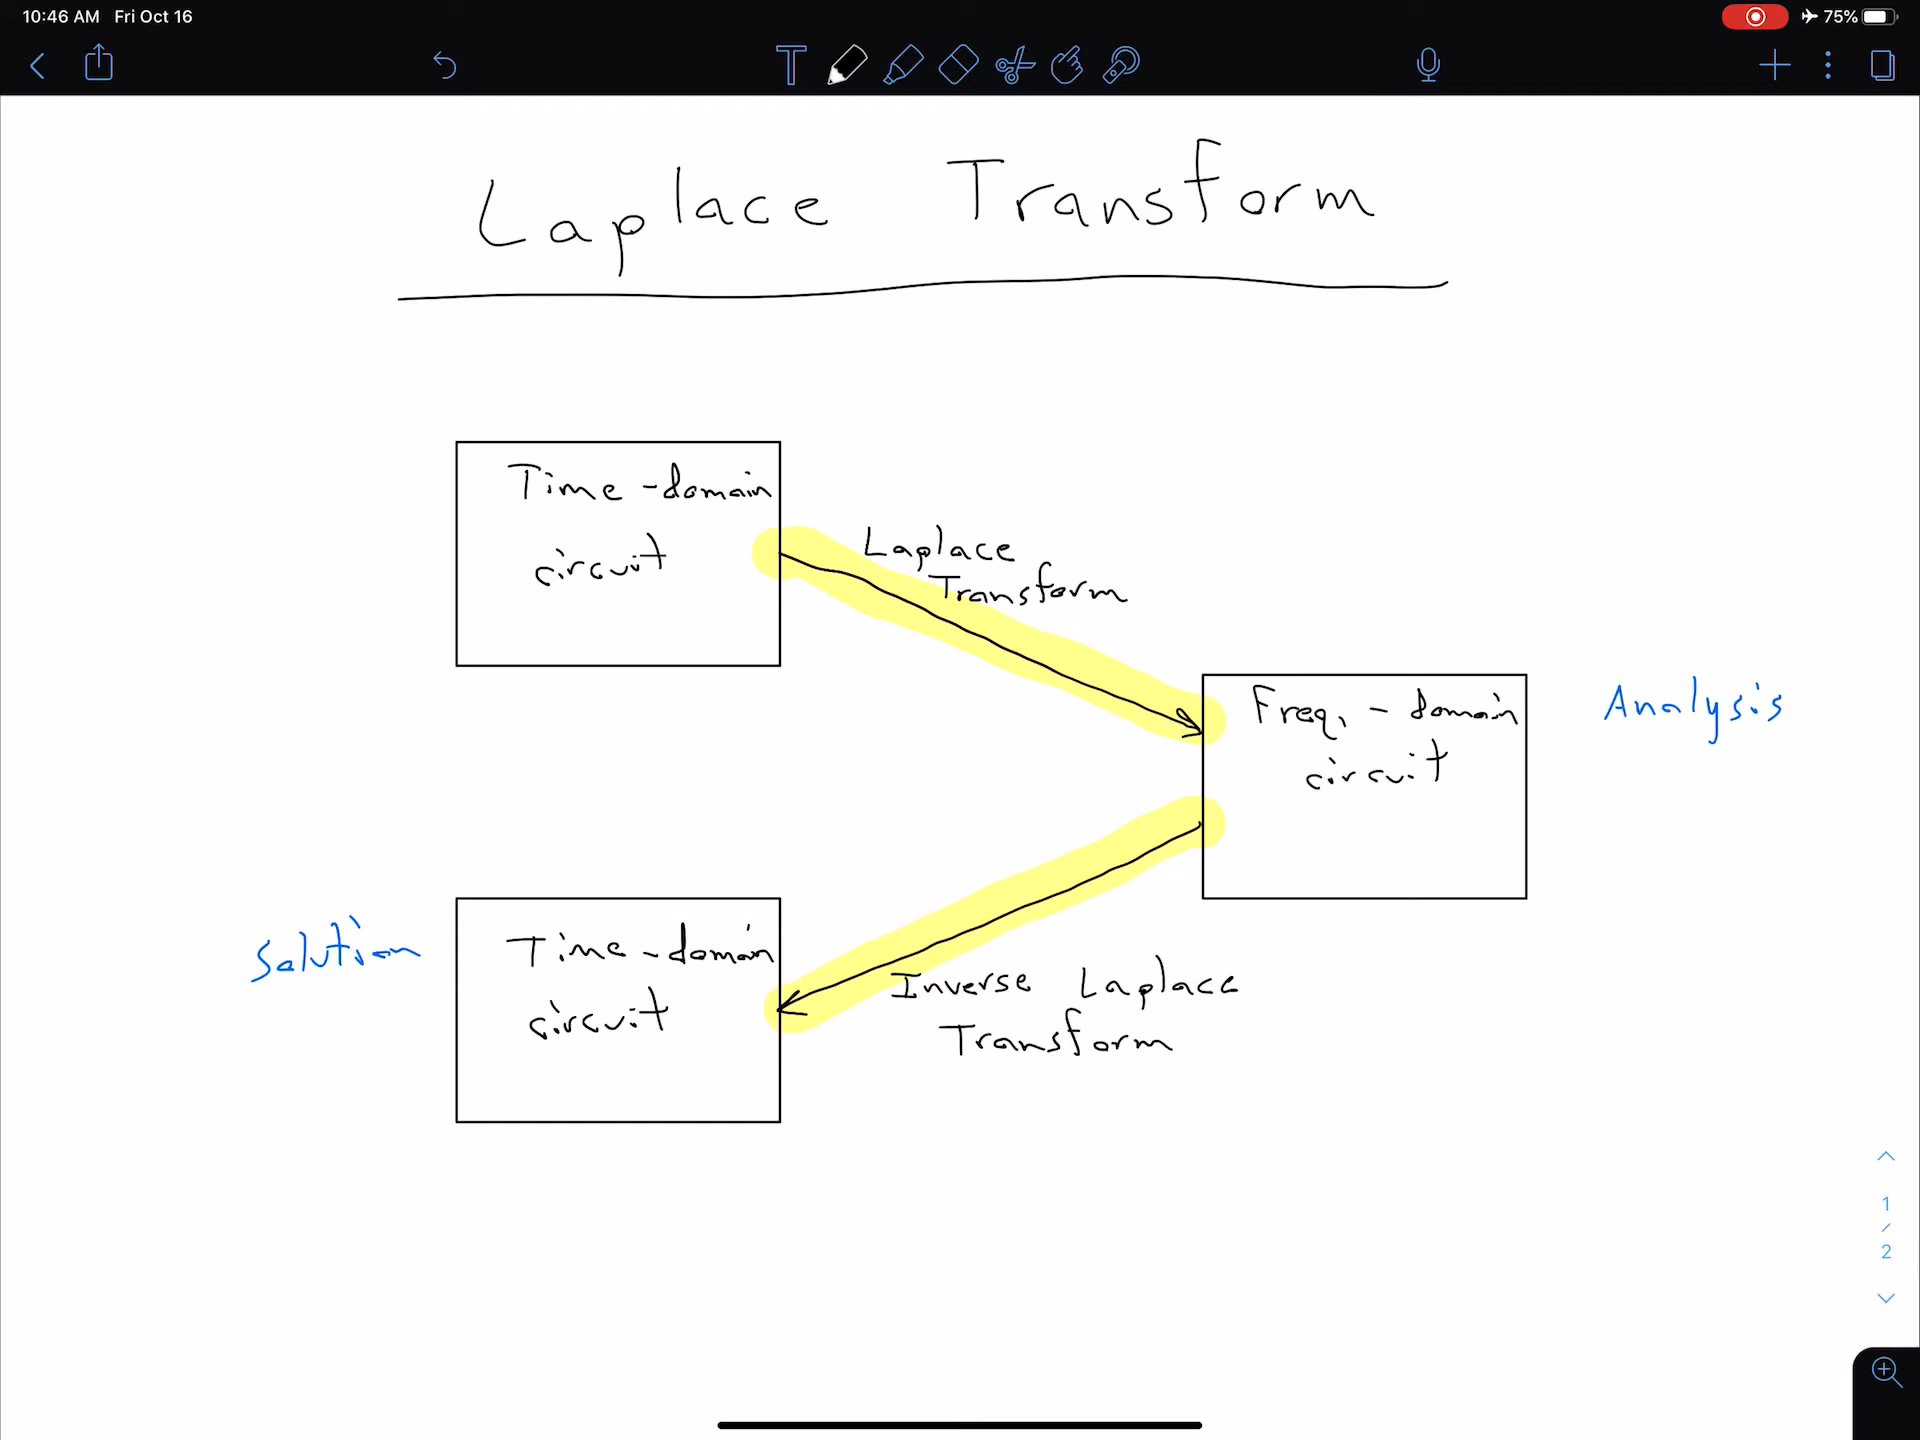 10:46 AM Fri Oct 16
75%
T
Laplace Transform
Time-domain
circuit
Laplace
Transform
Freq. - domain
circuit
Analysis
Solution
Time-domain
circuit
Inverse Laplace
Transform
1
/
2